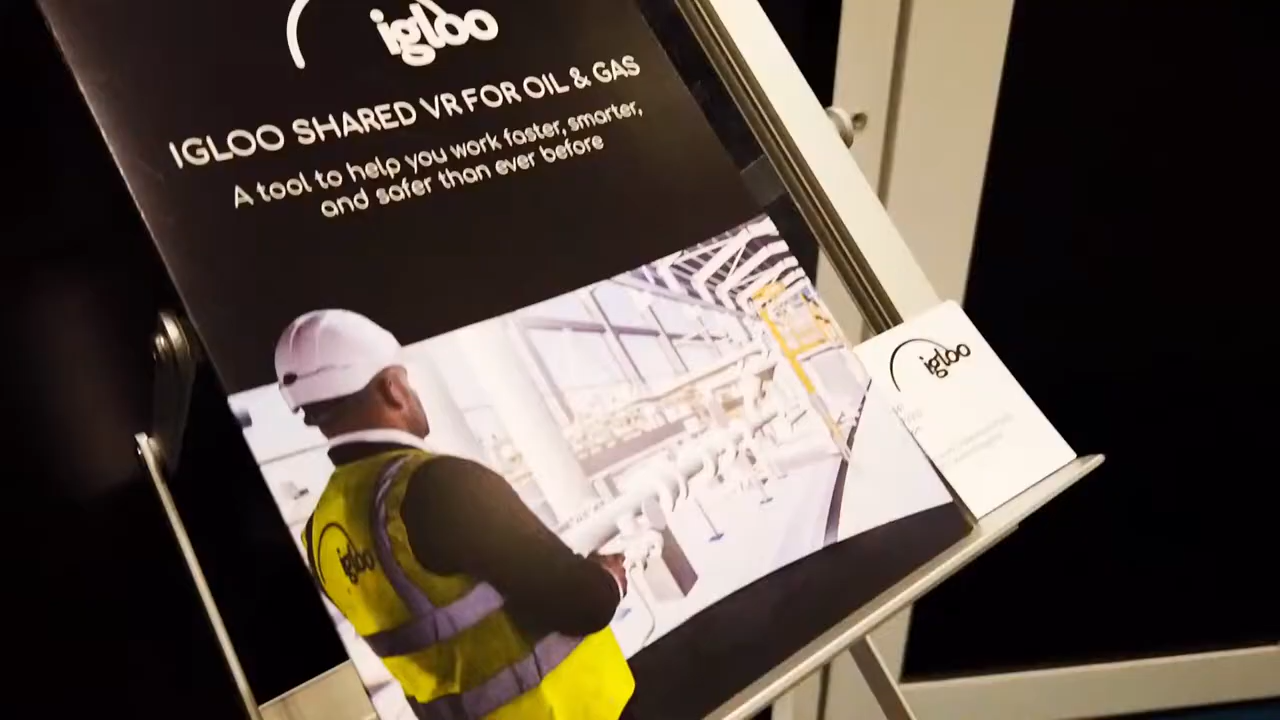 igloo
IGLOO SHARED VR FOR OIL & GAS
A tool to help you work faster, smarter,
and safer than ever before
igloo
igloo